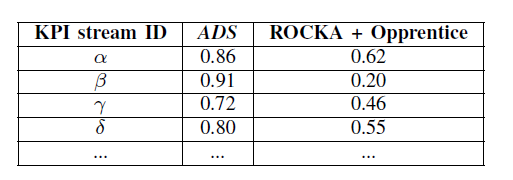 KPI stream ID ADS ROCKA + Opprentice
α 0.86 0.62
β 0.91 0.20
γ 0.72 0.46
δ 0.80 0.55
... ... ...